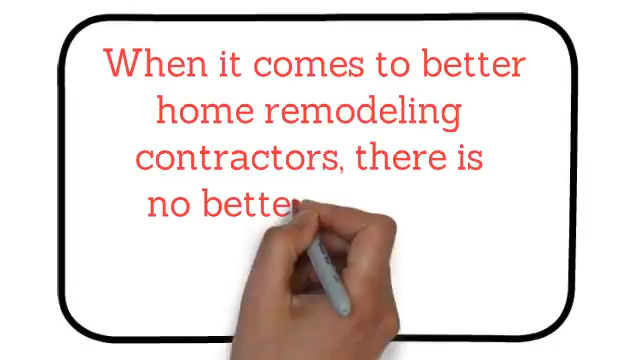 When it comes to better
home remodeling
contractors, there is
no bette